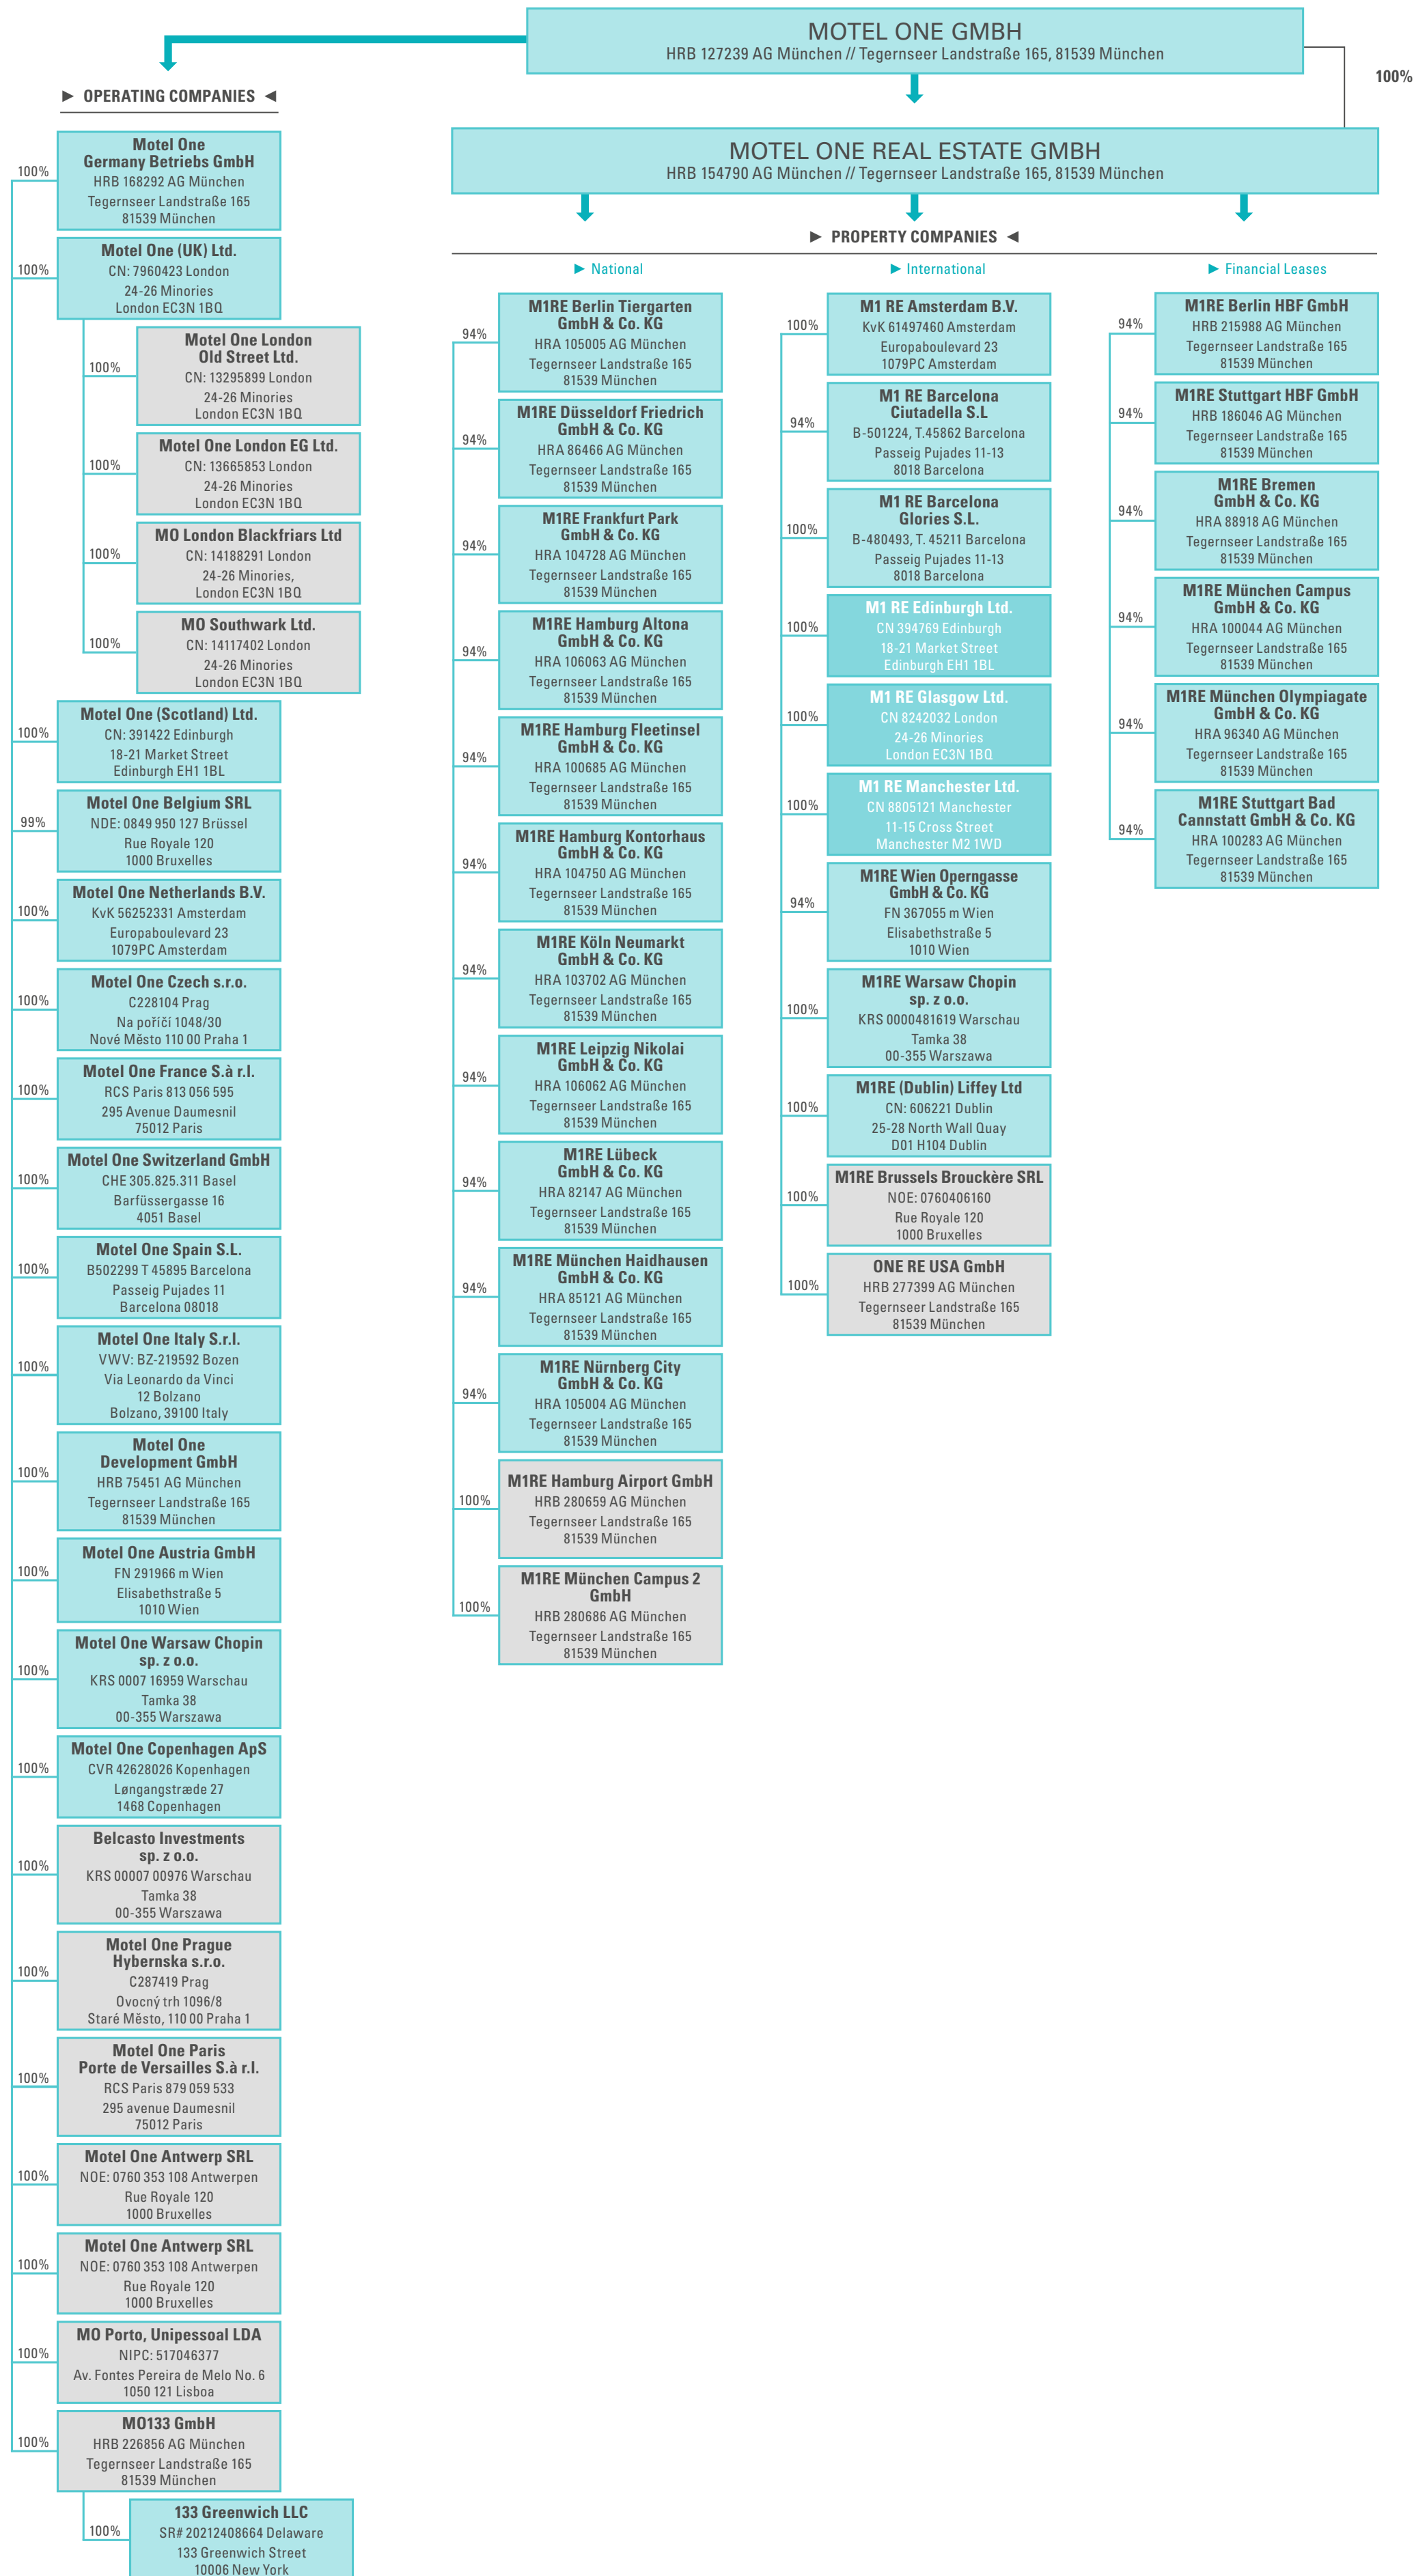 MOTEL ONE GMBH
HRB 127239 AG München // Tegernseer Landstraße 165, 81539 München
100%
► OPERATING COMPANIES ◄
MOTEL ONE REAL ESTATE GMBH
HRB 154790 AG München // Tegernseer Landstraße 165, 81539 München
► PROPERTY COMPANIES ◄
100%
Motel One
Germany Betriebs GmbH
HRB 168292 AG München
Tegernseer Landstraße 165
81539 München
100%
Motel One (UK) Ltd.
CN: 7960423 London
24-26 Minories
London EC3N 1BQ
100%
Motel One London
Old Street Ltd.
CN: 13295899 London
24-26 Minories
London EC3N 1BQ
100%
Motel One London EG Ltd.
CN: 13665853 London
24-26 Minories
London EC3N 1BQ
100%
MO London Blackfriars Ltd
CN: 14188291 London
24-26 Minories,
London EC3N 1BQ
100%
MO Southwark Ltd.
CN: 14117402 London
24-26 Minories
London EC3N 1BQ
100%
Motel One (Scotland) Ltd.
CN: 391422 Edinburgh
18-21 Market Street
Edinburgh EH1 1BL
99%
Motel One Belgium SRL
NDE: 0849 950 127 Brüssel
Rue Royale 120
1000 Bruxelles
100%
Motel One Netherlands B.V.
KvK 56252331 Amsterdam
Europaboulevard 23
1079PC Amsterdam
100%
Motel One Czech s.r.o.
C228104 Prag
Na poříčí 1048/30
Nové Město 110 00 Praha 1
100%
Motel One France S.à r.l.
RCS Paris 813 056 595
295 Avenue Daumesnil
75012 Paris
100%
Motel One Switzerland GmbH
CHE 305.825.311 Basel
Barfüssergasse 16
4051 Basel
100%
Motel One Spain S.L.
B502299 T 45895 Barcelona
Passeig Pujades 11
Barcelona 08018
100%
Motel One Italy S.r.l.
VWV: BZ-219592 Bozen
Via Leonardo da Vinci
12 Bolzano
Bolzano, 39100 Italy
100%
Motel One
Development GmbH
HRB 75451 AG München
Tegernseer Landstraße 165
81539 München
100%
Motel One Austria GmbH
FN 291966 m Wien
Elisabethstraße 5
1010 Wien
100%
Motel One Warsaw Chopin
sp. z o.o.
KRS 0007 16959 Warschau
Tamka 38
00-355 Warszawa
100%
Motel One Copenhagen ApS
CVR 42628026 Kopenhagen
Løngangstræde 27
1468 Copenhagen
100%
Belcasto Investments
sp. z o.o.
KRS 00007 00976 Warschau
Tamka 38
00-355 Warszawa
100%
Motel One Prague
Hybernska s.r.o.
C287419 Prag
Ovocný trh 1096/8
Staré Město, 110 00 Praha 1
100%
Motel One Paris
Porte de Versailles S.à r.l.
RCS Paris 879 059 533
295 avenue Daumesnil
75012 Paris
100%
Motel One Antwerp SRL
NOE: 0760 353 108 Antwerpen
Rue Royale 120
1000 Bruxelles
100%
Motel One Antwerp SRL
NOE: 0760 353 108 Antwerpen
Rue Royale 120
1000 Bruxelles
100%
MO Porto, Unipessoal LDA
NIPC: 517046377
Av. Fontes Pereira de Melo No. 6
1050 121 Lisboa
100%
MO133 GmbH
HRB 226856 AG München
Tegernseer Landstraße 165
81539 München
100%
133 Greenwich LLC
SR# 20212408664 Delaware
133 Greenwich Street
10006 New York
► National
94%
M1RE Berlin Tiergarten
GmbH & Co. KG
HRA 105005 AG München
Tegernseer Landstraße 165
81539 München
94%
M1RE Düsseldorf Friedrich
GmbH & Co. KG
HRA 86466 AG München
Tegernseer Landstraße 165
81539 München
94%
M1RE Frankfurt Park
GmbH & Co. KG
HRA 104728 AG München
Tegernseer Landstraße 165
81539 München
94%
M1RE Hamburg Altona
GmbH & Co. KG
HRA 106063 AG München
Tegernseer Landstraße 165
81539 München
94%
M1RE Hamburg Fleetinsel
GmbH & Co. KG
HRA 100685 AG München
Tegernseer Landstraße 165
81539 München
94%
M1RE Hamburg Kontorhaus
GmbH & Co. KG
HRA 104750 AG München
Tegernseer Landstraße 165
81539 München
94%
M1RE Köln Neumarkt
GmbH & Co. KG
HRA 103702 AG München
Tegernseer Landstraße 165
81539 München
94%
M1RE Leipzig Nikolai
GmbH & Co. KG
HRA 106062 AG München
Tegernseer Landstraße 165
81539 München
94%
M1RE Lübeck
GmbH & Co. KG
HRA 82147 AG München
Tegernseer Landstraße 165
81539 München
94%
M1RE München Haidhausen
GmbH & Co. KG
HRA 85121 AG München
Tegernseer Landstraße 165
81539 München
94%
M1RE Nürnberg City
GmbH & Co. KG
HRA 105004 AG München
Tegernseer Landstraße 165
81539 München
100%
M1RE Hamburg Airport GmbH
HRB 280659 AG München
Tegernseer Landstraße 165
81539 München
100%
M1RE München Campus 2
GmbH
HRB 280686 AG München
Tegernseer Landstraße 165
81539 München
► International
100%
M1 RE Amsterdam B.V.
KvK 61497460 Amsterdam
Europaboulevard 23
1079PC Amsterdam
94%
M1 RE Barcelona
Ciutadella S.L
B-501224, T.45862 Barcelona
Passeig Pujades 11-13
8018 Barcelona
100%
M1 RE Barcelona
Glories S.L.
B-480493, T. 45211 Barcelona
Passeig Pujades 11-13
8018 Barcelona
100%
M1 RE Edinburgh Ltd.
CN 394769 Edinburgh
18-21 Market Street
Edinburgh EH1 1BL
100%
M1 RE Glasgow Ltd.
CN 8242032 London
24-26 Minories
London EC3N 1BQ
100%
M1 RE Manchester Ltd.
CN 8805121 Manchester
11-15 Cross Street
Manchester M2 1WD
94%
M1RE Wien Operngasse
GmbH & Co. KG
FN 367055 m Wien
Elisabethstraße 5
1010 Wien
100%
M1RE Warsaw Chopin
sp. z o.o.
KRS 0000481619 Warschau
Tamka 38
00-355 Warszawa
100%
M1RE (Dublin) Liffey Ltd
CN: 606221 Dublin
25-28 North Wall Quay
D01 H104 Dublin
100%
M1RE Brussels Brouckère SRL
NOE: 0760406160
Rue Royale 120
1000 Bruxelles
100%
ONE RE USA GmbH
HRB 277399 AG München
Tegernseer Landstraße 165
81539 München
► Financial Leases
94%
M1RE Berlin HBF GmbH
HRB 215988 AG München
Tegernseer Landstraße 165
81539 München
94%
M1RE Stuttgart HBF GmbH
HRB 186046 AG München
Tegernseer Landstraße 165
81539 München
94%
M1RE Bremen
GmbH & Co. KG
HRA 88918 AG München
Tegernseer Landstraße 165
81539 München
94%
M1RE München Campus
GmbH & Co. KG
HRA 100044 AG München
Tegernseer Landstraße 165
81539 München
94%
M1RE München Olympiagate
GmbH & Co. KG
HRA 96340 AG München
Tegernseer Landstraße 165
81539 München
94%
M1RE Stuttgart Bad
Cannstatt GmbH & Co. KG
HRA 100283 AG München
Tegernseer Landstraße 165
81539 München